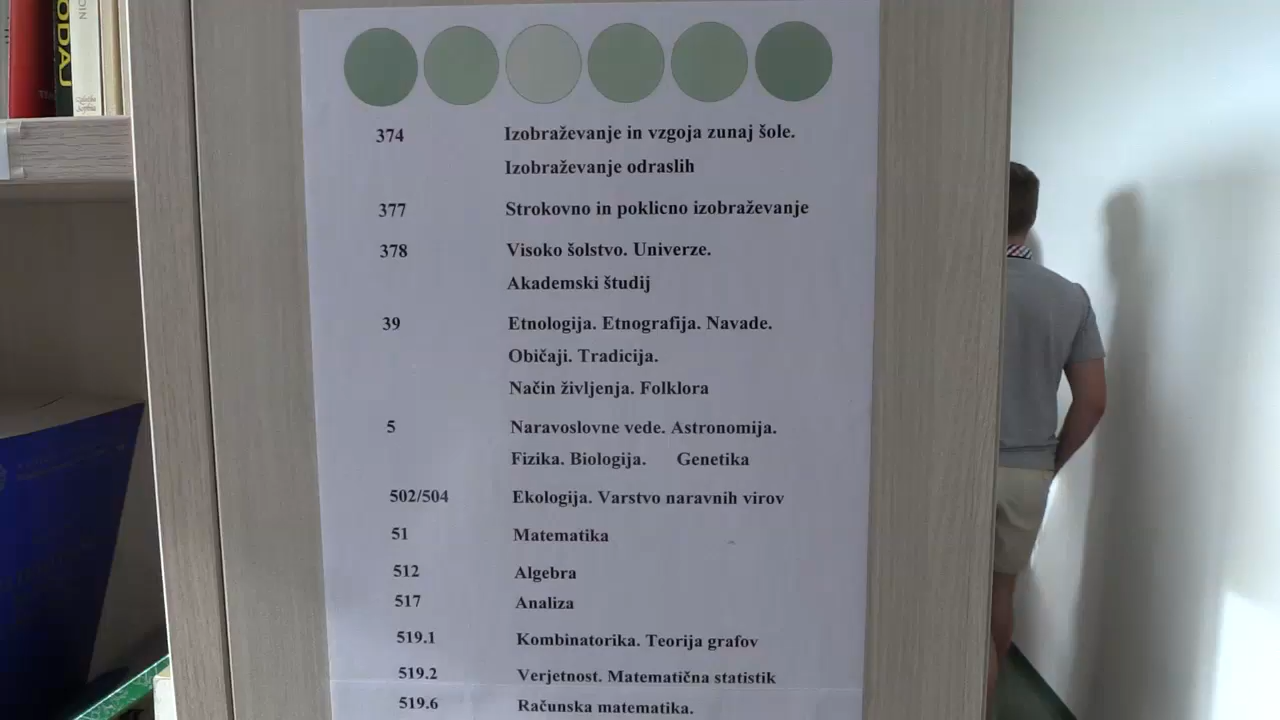 ODAJ
374 Izobraževanje in vzgoja zunaj šole.
Izobraževanje odraslih
377 Strokovno in poklicno izobraževanje
378 Visoko šolstvo. Univerze.
Akademski študij
39 Etnologija. Etnografija. Navade.
Običaji. Tradicija.
Način življenja. Folklora
5 Naravoslovne vede. Astronomija.
Fizika. Biologija. Genetika
502/504 Ekologija. Varstvo naravnih virov
51 Matematika
512 Algebra
517 Analiza
519.1 Kombinatorika. Teorija grafov
519.2 Verjetnost. Matematična statistik
519.6 Računska matematika.